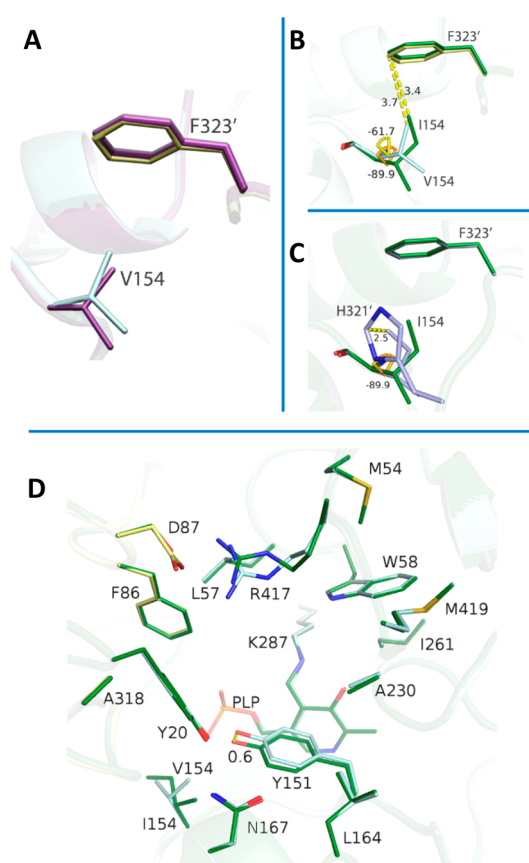 A
F323'
V154
B
F323'
3.4
3.7
I154
-61.7
-89.9
V154
C
F323'
H321'
I154
2.5
-89.9
D
M54
D87
L57
R417
W58
F86
M419
K287
I261
A318
PLP
A230
Y20
V154
0.6
Y151
I154
N167
L164